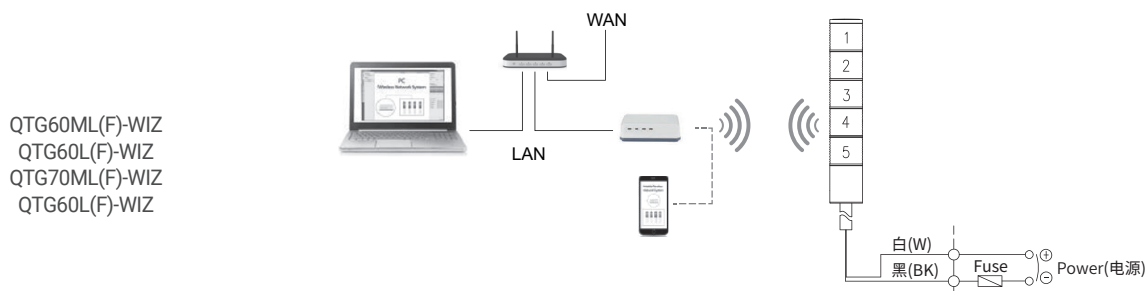 QTG60ML(F)-WIZ
QTG60L(F)-WIZ
QTG70ML(F)-WIZ
QTG60L(F)-WIZ
WAN
LAN
PC
1
2
3
4
5
白(W)
黑(BK)
Fuse
Power(电源)